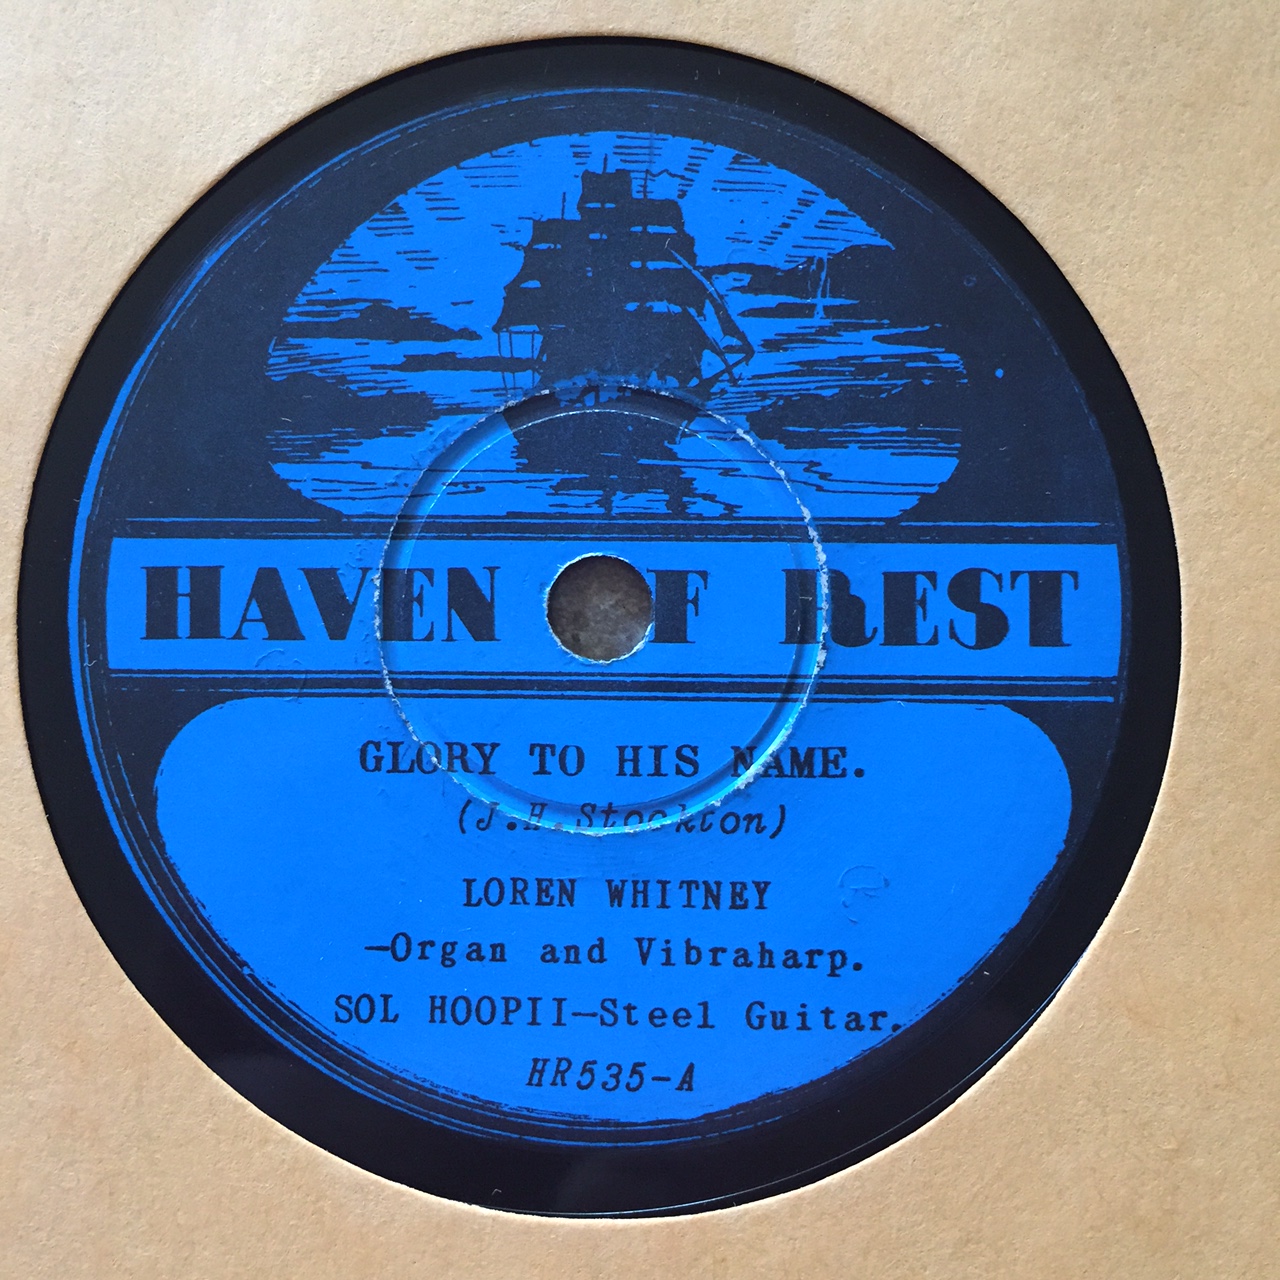 HAVEN OF REST
GLORY TO HIS NAME.
(J.H.Stockton)
LOREN WHITNEY
—Organ and Vibraharp.
SOL HOOPII—Steel Guitar.
HR535-A